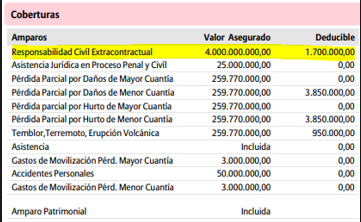 Coberturas
Amparos Valor Asegurado Deducible
Responsabilidad Civil Extracontractual 4.000.000.000,00 1.700.000,00
Asistencia Jurídica en Proceso Penal y Civil 25.000.000,00 0,00
Pérdida Parcial por Daños de Mayor Cuantía 259.770.000,00 0,00
Pérdida Parcial por Daños de Menor Cuantía 259.770.000,00 3.850.000,00
Pérdida parcial por Hurto de Mayor Cuantía 259.770.000,00 0,00
Pérdida Parcial por Hurto de Menor Cuantía 259.770.000,00 3.850.000,00
Temblor,Terremoto, Erupción Volcánica 259.770.000,00 950.000,00
Asistencia Incluida 0,00
Gastos de Movilización Pérd. Mayor Cuantía 3.000.000,00 0,00
Accidentes Personales 50.000.000,00 0,00
Gastos de Movilización Pérd. Menor Cuantía 3.000.000,00 0,00
Amparo Patrimonial Incluida